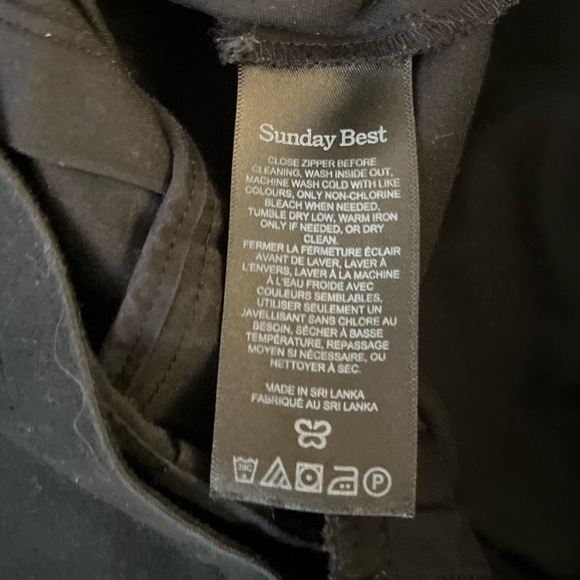 Sunday Best
CLOSE ZIPPER BEFORE
CLEANING, WASH INSIDE OUT,
MACHINE WASH COLD WITH LIKE
COLOURS, ONLY NON-CHLORINE
BLEACH WHEN NEEDED,
TUMBLE DRY LOW, WARM IRON
ONLY IF NEEDED, OR DRY
CLEAN.
FERMER LA FERMETURE ÉCLAIR
AVANT DE LAVER, LAVER À
L'ENVERS, LAVER À LA MACHINE
À L'EAU FROIDE AVEC
COULEURS SEMBLABLES,
UTILISER SEULEMENT UN
JAVELLISANT SANS CHLORE AU
BESOIN, SÉCHER À BASSE
TEMPÉRATURE, REPASSAGE
MOYEN SI NÉCESSAIRE, OU
NETTOYER À SEC.
MADE IN SRI LANKA
FABRIQUÉ AU SRI LANKA
30C P